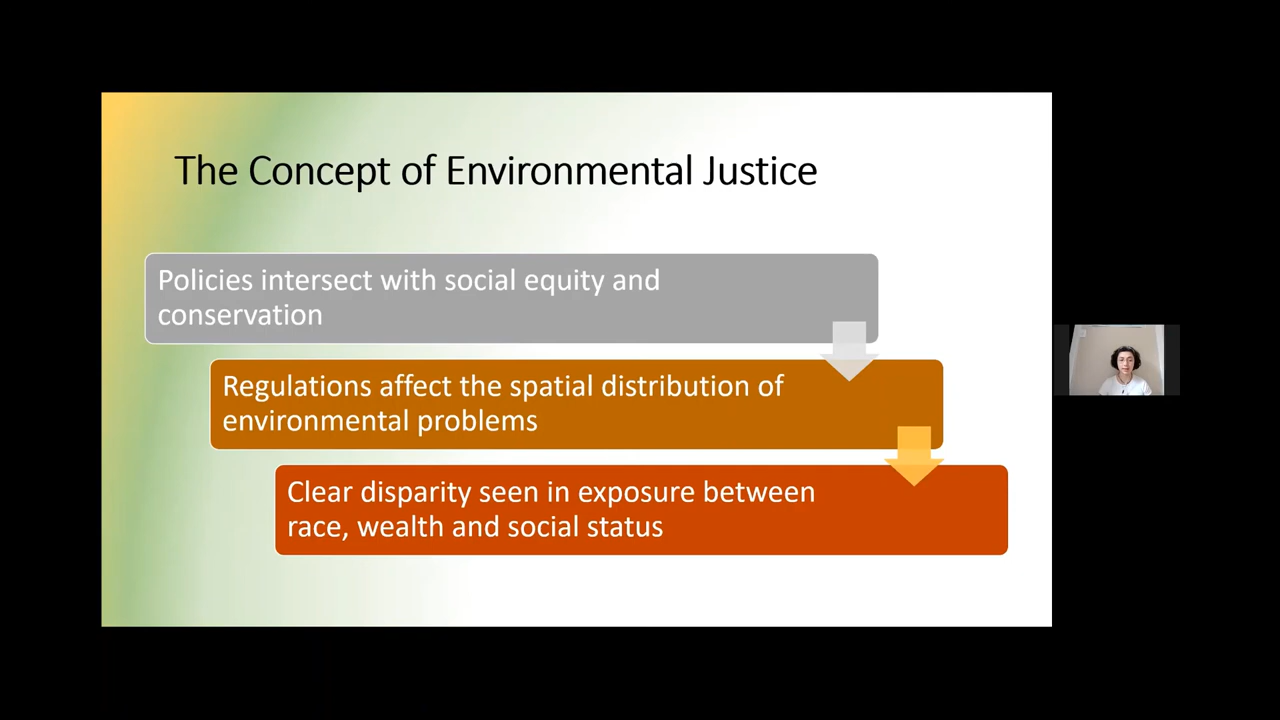 The Concept of Environmental Justice
Policies intersect with social equity and
conservation
Regulations affect the spatial distribution of
environmental problems
Clear disparity seen in exposure between
race, wealth and social status